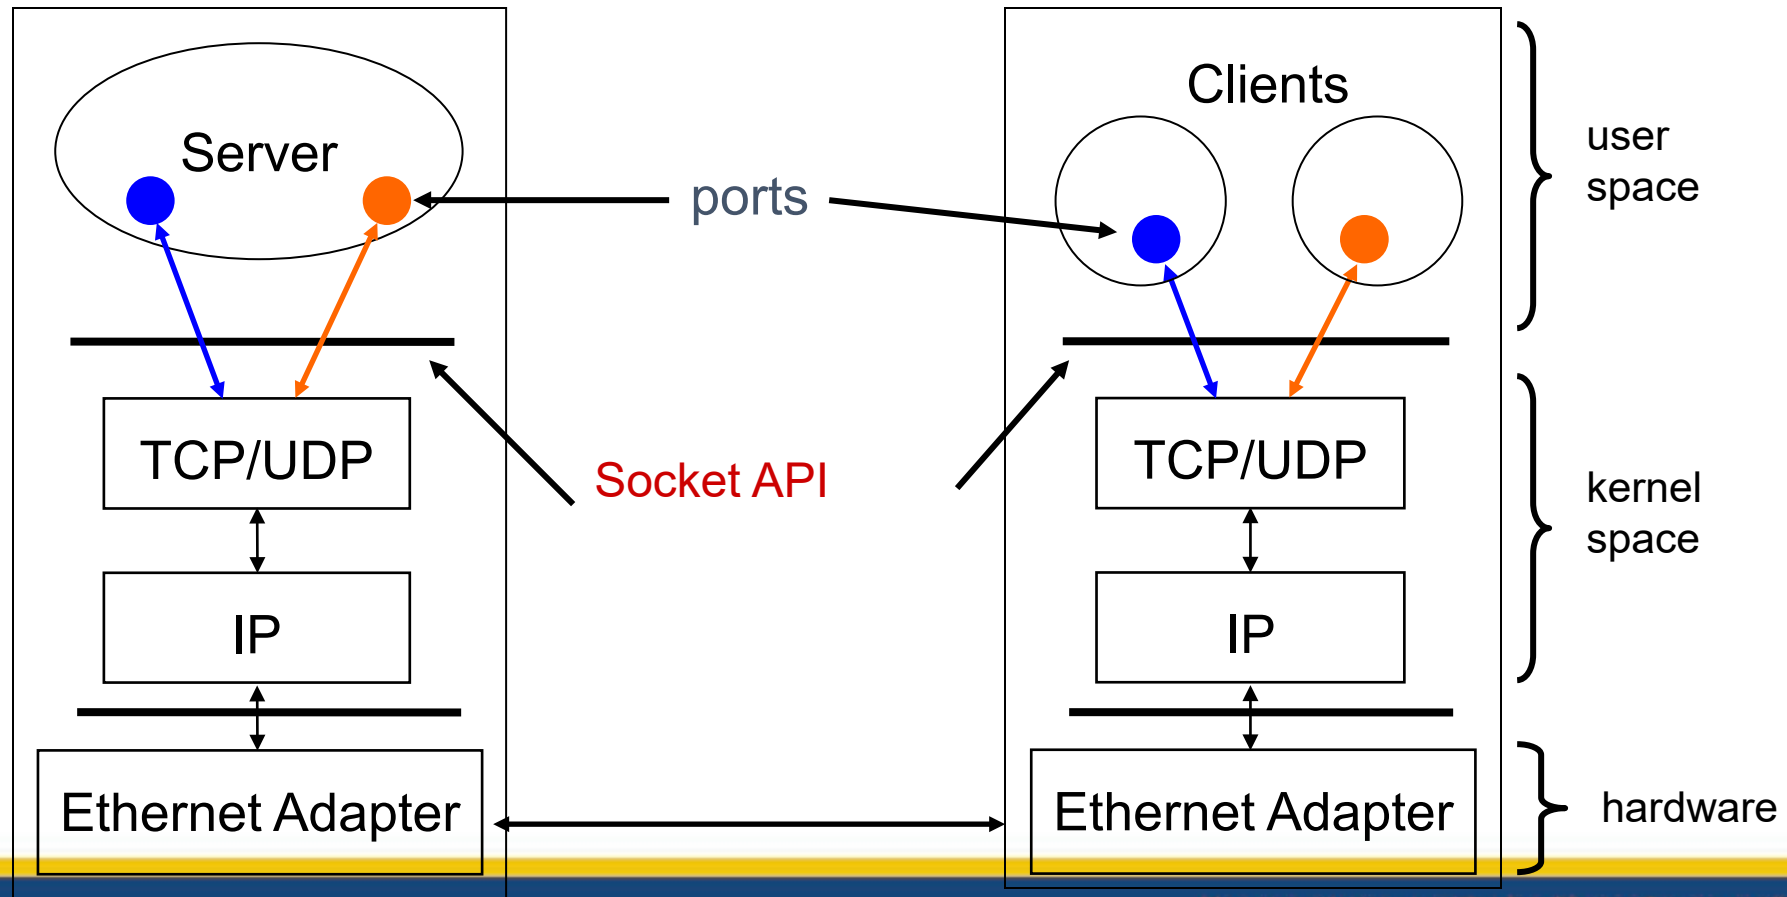 Server
Clients
user
space
ports
TCP/UDP
Socket API
TCP/UDP
kernel
space
IP
IP
Ethernet Adapter
Ethernet Adapter
hardware